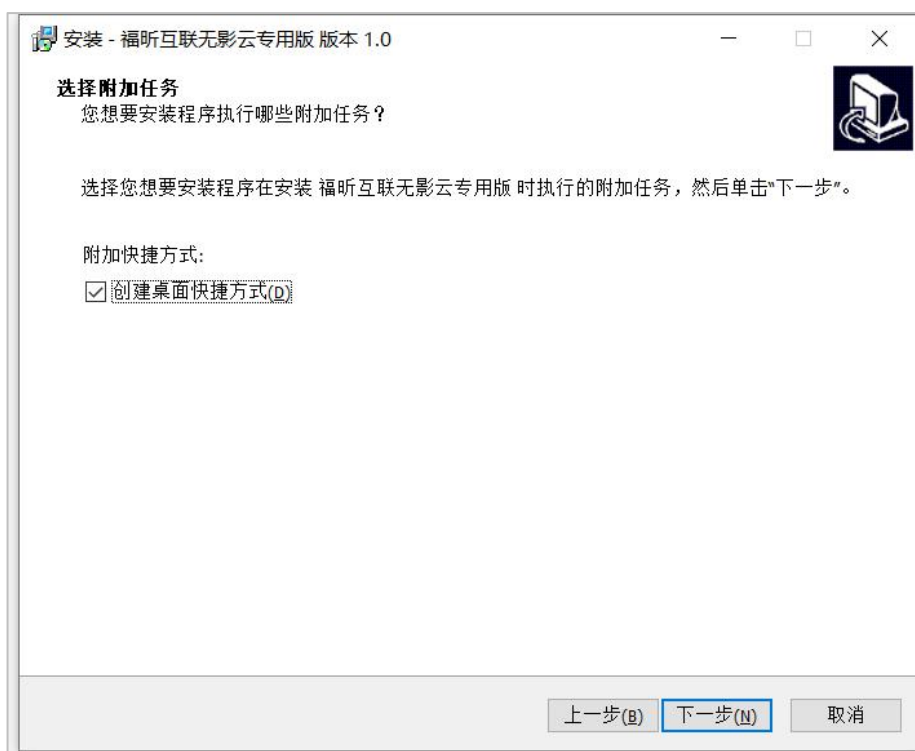 安装 - 福昕互联无影云专用版 版本 1.0
选择附加任务
您想要安装程序执行哪些附加任务？
选择您想要安装程序在安装 福昕互联无影云专用版 时执行的附加任务，然后单击“下一步”。
附加快捷方式:
创建桌面快捷方式(D)
上一步(B) 下一步(N) 取消